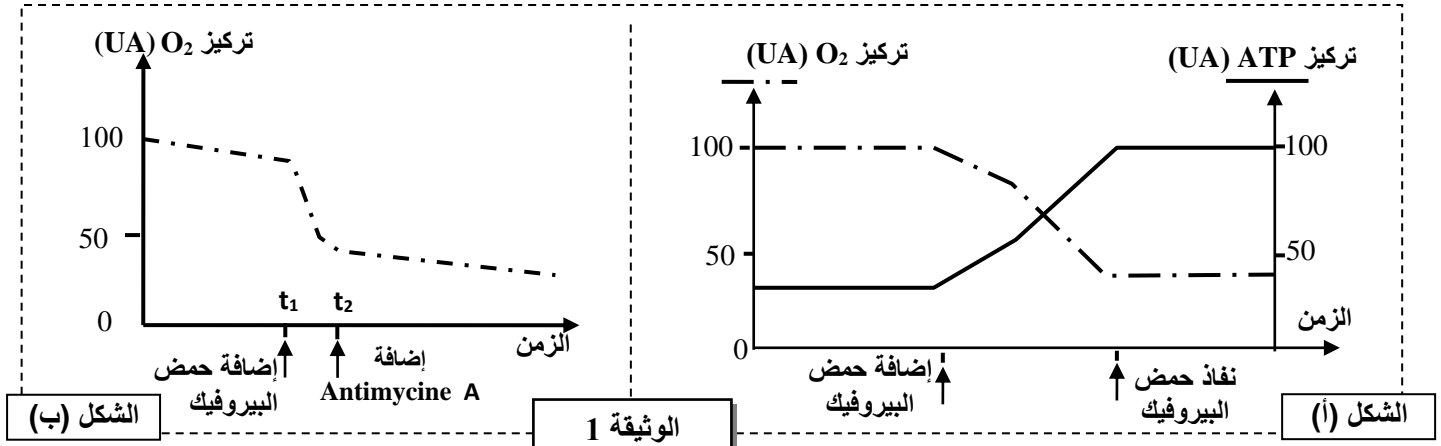 تركيز ATP (UA)
تركيز O₂ (UA)
100
50
100
50
0
الزمن
إضافة حمض
البيروفيك
نفاذ حمض
البيروفيك
الشكل (أ)
تركيز O₂ (UA)
100
50
0
t₁
t₂
الزمن
إضافة حمض
البيروفيك
إضافة
Antimycine A
الشكل (ب)
الوثيقة 1